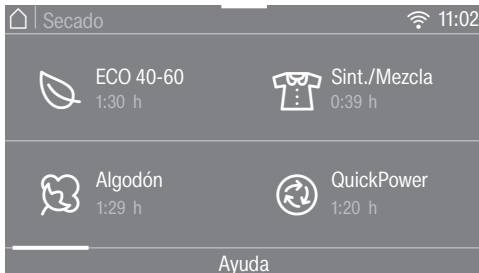 Secado
11:02
ECO 40-60
1:30 h
Sint./Mezcla
0:39 h
Algodón
1:29 h
QuickPower
1:20 h
Ayuda